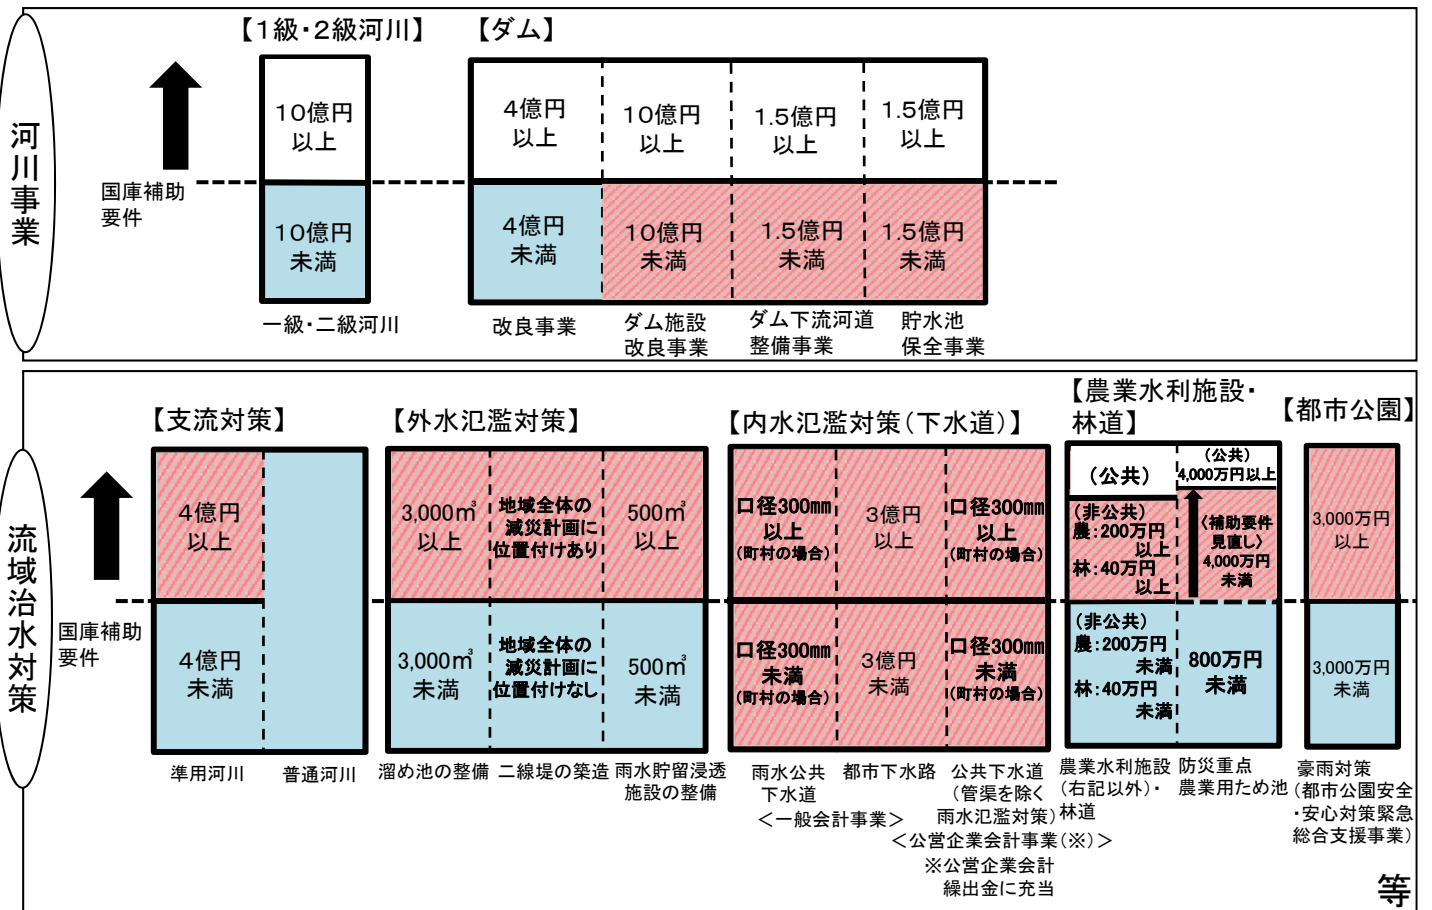 河川事業
【１級・２級河川】
【ダム】
国庫補助
要件
１０億円
以上
１０億円
未満
一級・二級河川
４億円
以上
４億円
未満
改良事業
１０億円
以上
１０億円
未満
ダム施設
改良事業
１.５億円
以上
１.５億円
未満
ダム下流河道
整備事業
１.５億円
以上
１.５億円
未満
貯水池
保全事業
流域治水対策
国庫補助
要件
【支流対策】
４億円
以上
４億円
未満
準用河川
普通河川
【外水氾濫対策】
3,000㎥
以上
3,000㎥
未満
溜め池の整備
地域全体の
減災計画に
位置付けあり
地域全体の
減災計画に
位置付けなし
二線堤の築造
500㎥
以上
500㎥
未満
雨水貯留浸透
施設の整備
【内水氾濫対策（下水道）】
口径300㎜
以上
（町村の場合）
口径300㎜
未満
（町村の場合）
雨水公共
下水道
３億円
以上
３億円
未満
都市下水路
＜一般会計事業＞
口径300㎜
以上
（町村の場合）
口径300㎜
未満
（町村の場合）
公共下水道
（管渠を除く
雨水氾濫対策）
＜公営企業会計事業（※）＞
※公営企業会計
繰出金に充当
【農業水利施設・
林道】
（公共）
（非公共）
農：200万円
以上
林：40万円
以上
（非公共）
農：200万円
未満
林：40万円
未満
農業水利施設
（右記以外）・
林道
（公共）
4,000万円以上
〈補助要件
見直し〉
4,000万円
未満
800万円
未満
防災重点
農業用ため池
【都市公園】
3,000万円
以上
3,000万円
未満
豪雨対策
（都市公園安全
・安心対策緊急
総合支援事業）
等